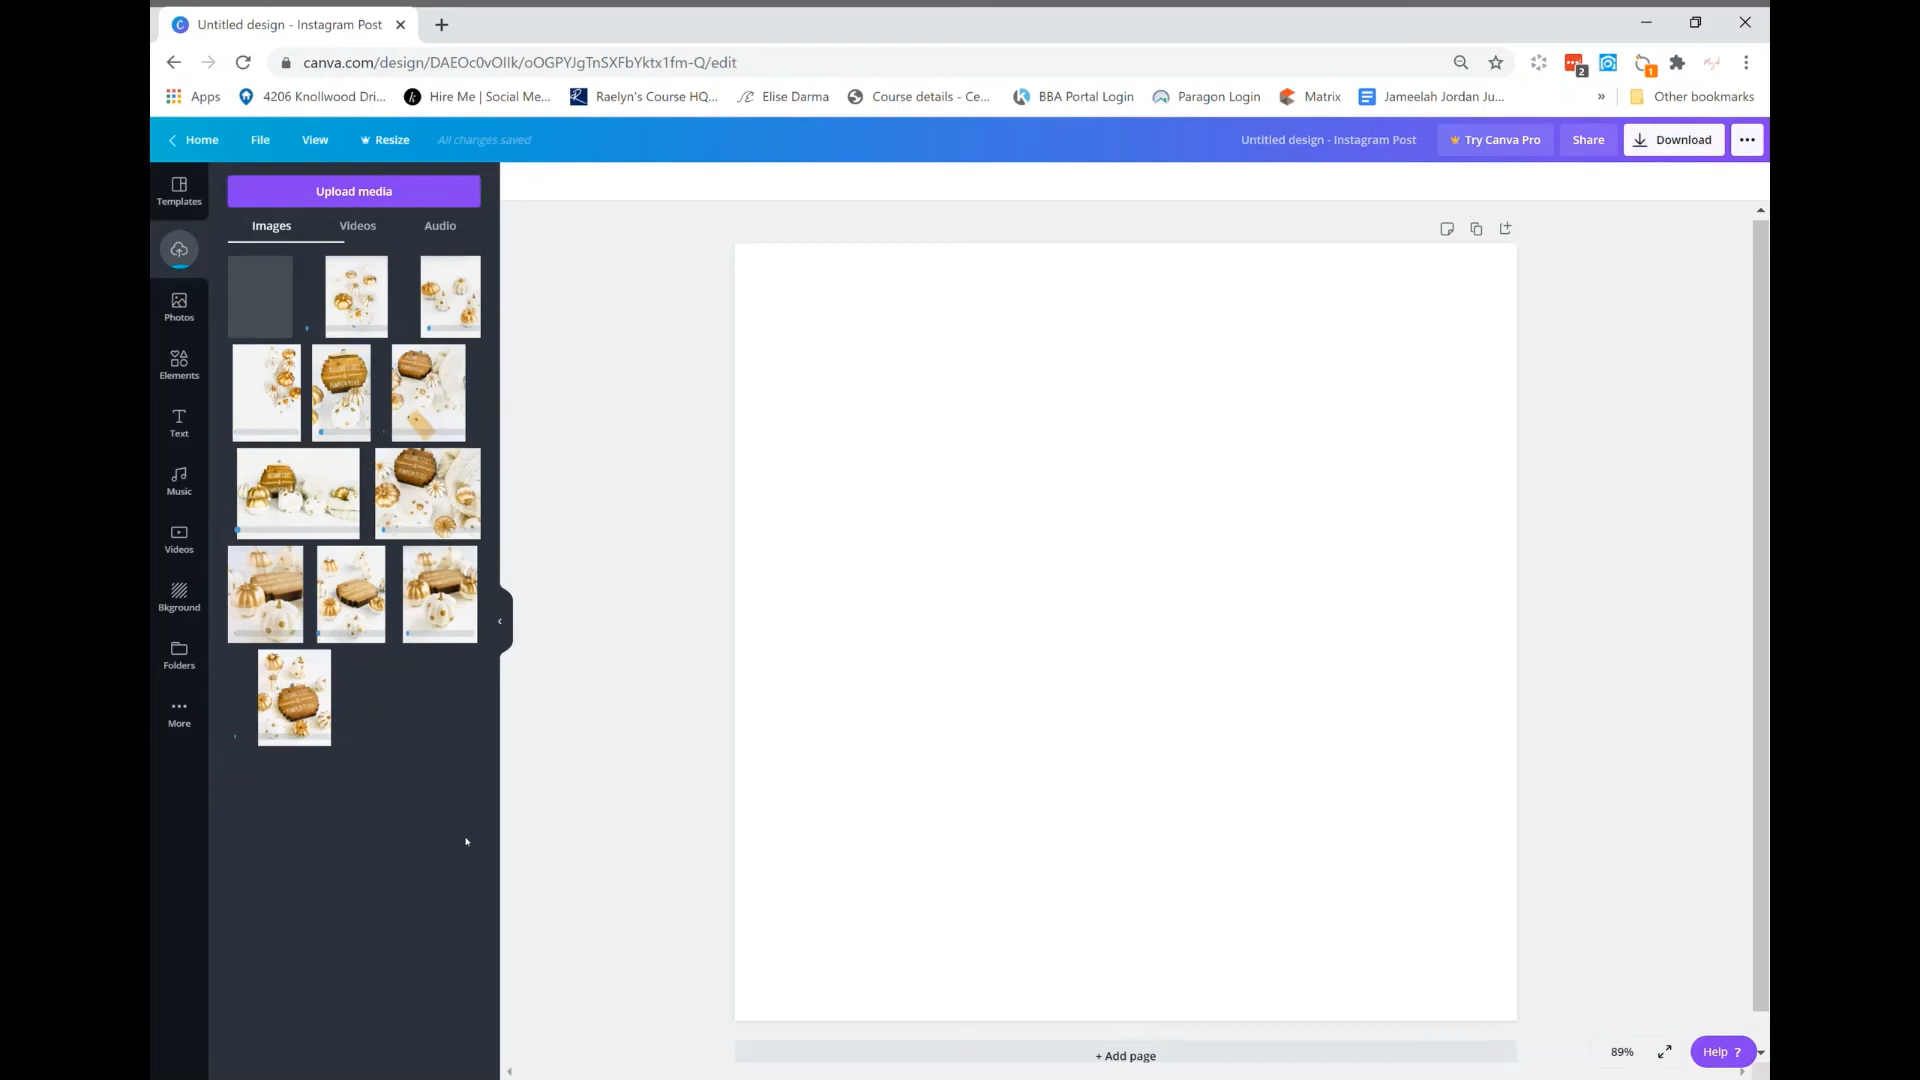 Untitled design - Instagram Post
canva.com/design/DAEOc0vOIlk/oOGPYJgTnSXFbYktx1fm-Q/edit
2
1
Apps
4206 Knollwood Dri...
Hire Me | Social Me...
Raelyn's Course HQ...
Elise Darma
Course details - Ce...
BBA Portal Login
Paragon Login
Matrix
Jameelah Jordan Ju...
»
Other bookmarks
Home
File
View
Resize
All changes saved
Untitled design - Instagram Post
Try Canva Pro
Share
Download
Templates
Upload media
Images
Videos
Audio
Photos
Elements
Text
Music
Videos
Bkground
Folders
More
+ Add page
89%
Help ?